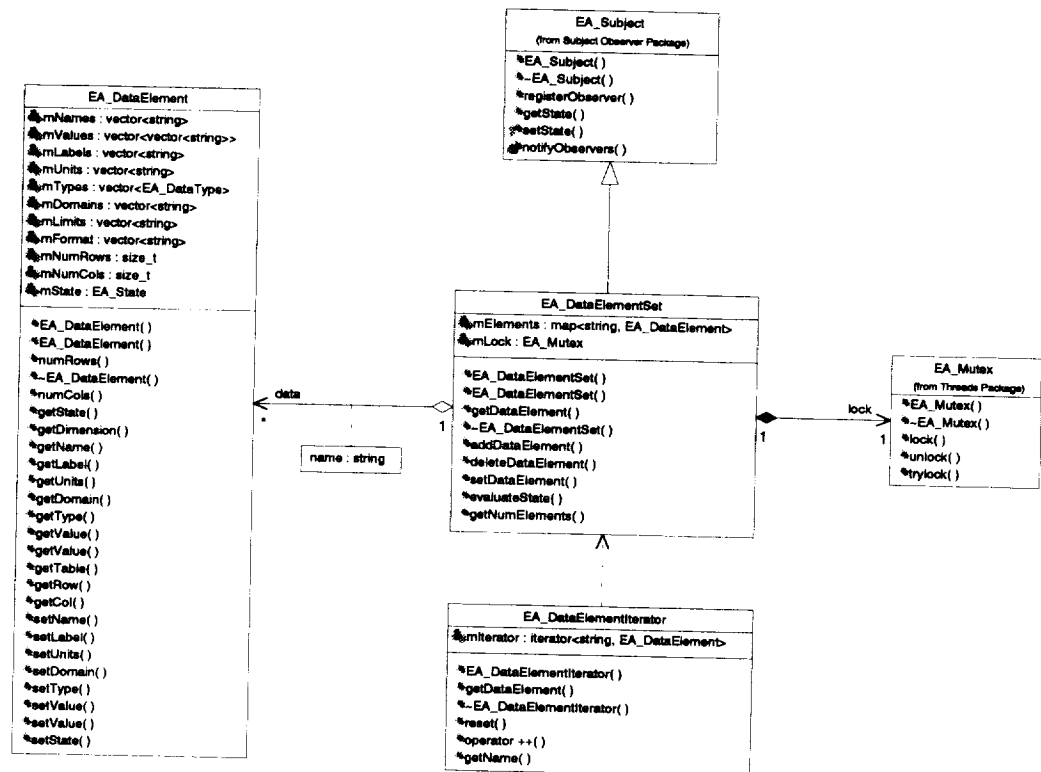 EA_Subject
(from Subject Observer Package)
EA_Subject( )
~EA_Subject( )
registerObserver( )
getState( )
setState( )
notifyObservers( )
EA_DataElement
mNames : vector<string>
mValues : vector<vector<string>>
mLabels : vector<string>
mUnits : vector<string>
mTypes : vector<EA_DataType>
mDomains : vector<string>
mLimits : vector<string>
mFormat : vector<string>
mNumRows : size_t
mNumCols : size_t
mState : EA_State
EA_DataElement( )
EA_DataElement( )
numRows( )
~EA_DataElement( )
numCols( )
getState( )
getDimension( )
getName( )
getLabel( )
getUnits( )
getDomain( )
getType( )
getValue( )
getValue( )
getTable( )
getRow( )
getCol( )
setName( )
setLabel( )
setUnits( )
setDomain( )
setType( )
setValue( )
setValue( )
setState( )
data
*
1
name : string
EA_DataElementSet
mElements : map<string, EA_DataElement>
mLock : EA_Mutex
EA_DataElementSet( )
EA_DataElementSet( )
getDataElement( )
~EA_DataElementSet( )
addDataElement( )
deleteDataElement( )
setDataElement( )
evaluateState( )
getNumElements( )
lock
1
1
EA_Mutex
(from Threads Package)
EA_Mutex( )
~EA_Mutex( )
lock( )
unlock( )
trylock( )
EA_DataElementIterator
mIterator : iterator<string, EA_DataElement>
EA_DataElementIterator( )
getDataElement( )
~EA_DataElementIterator( )
reset( )
operator ++( )
getName( )